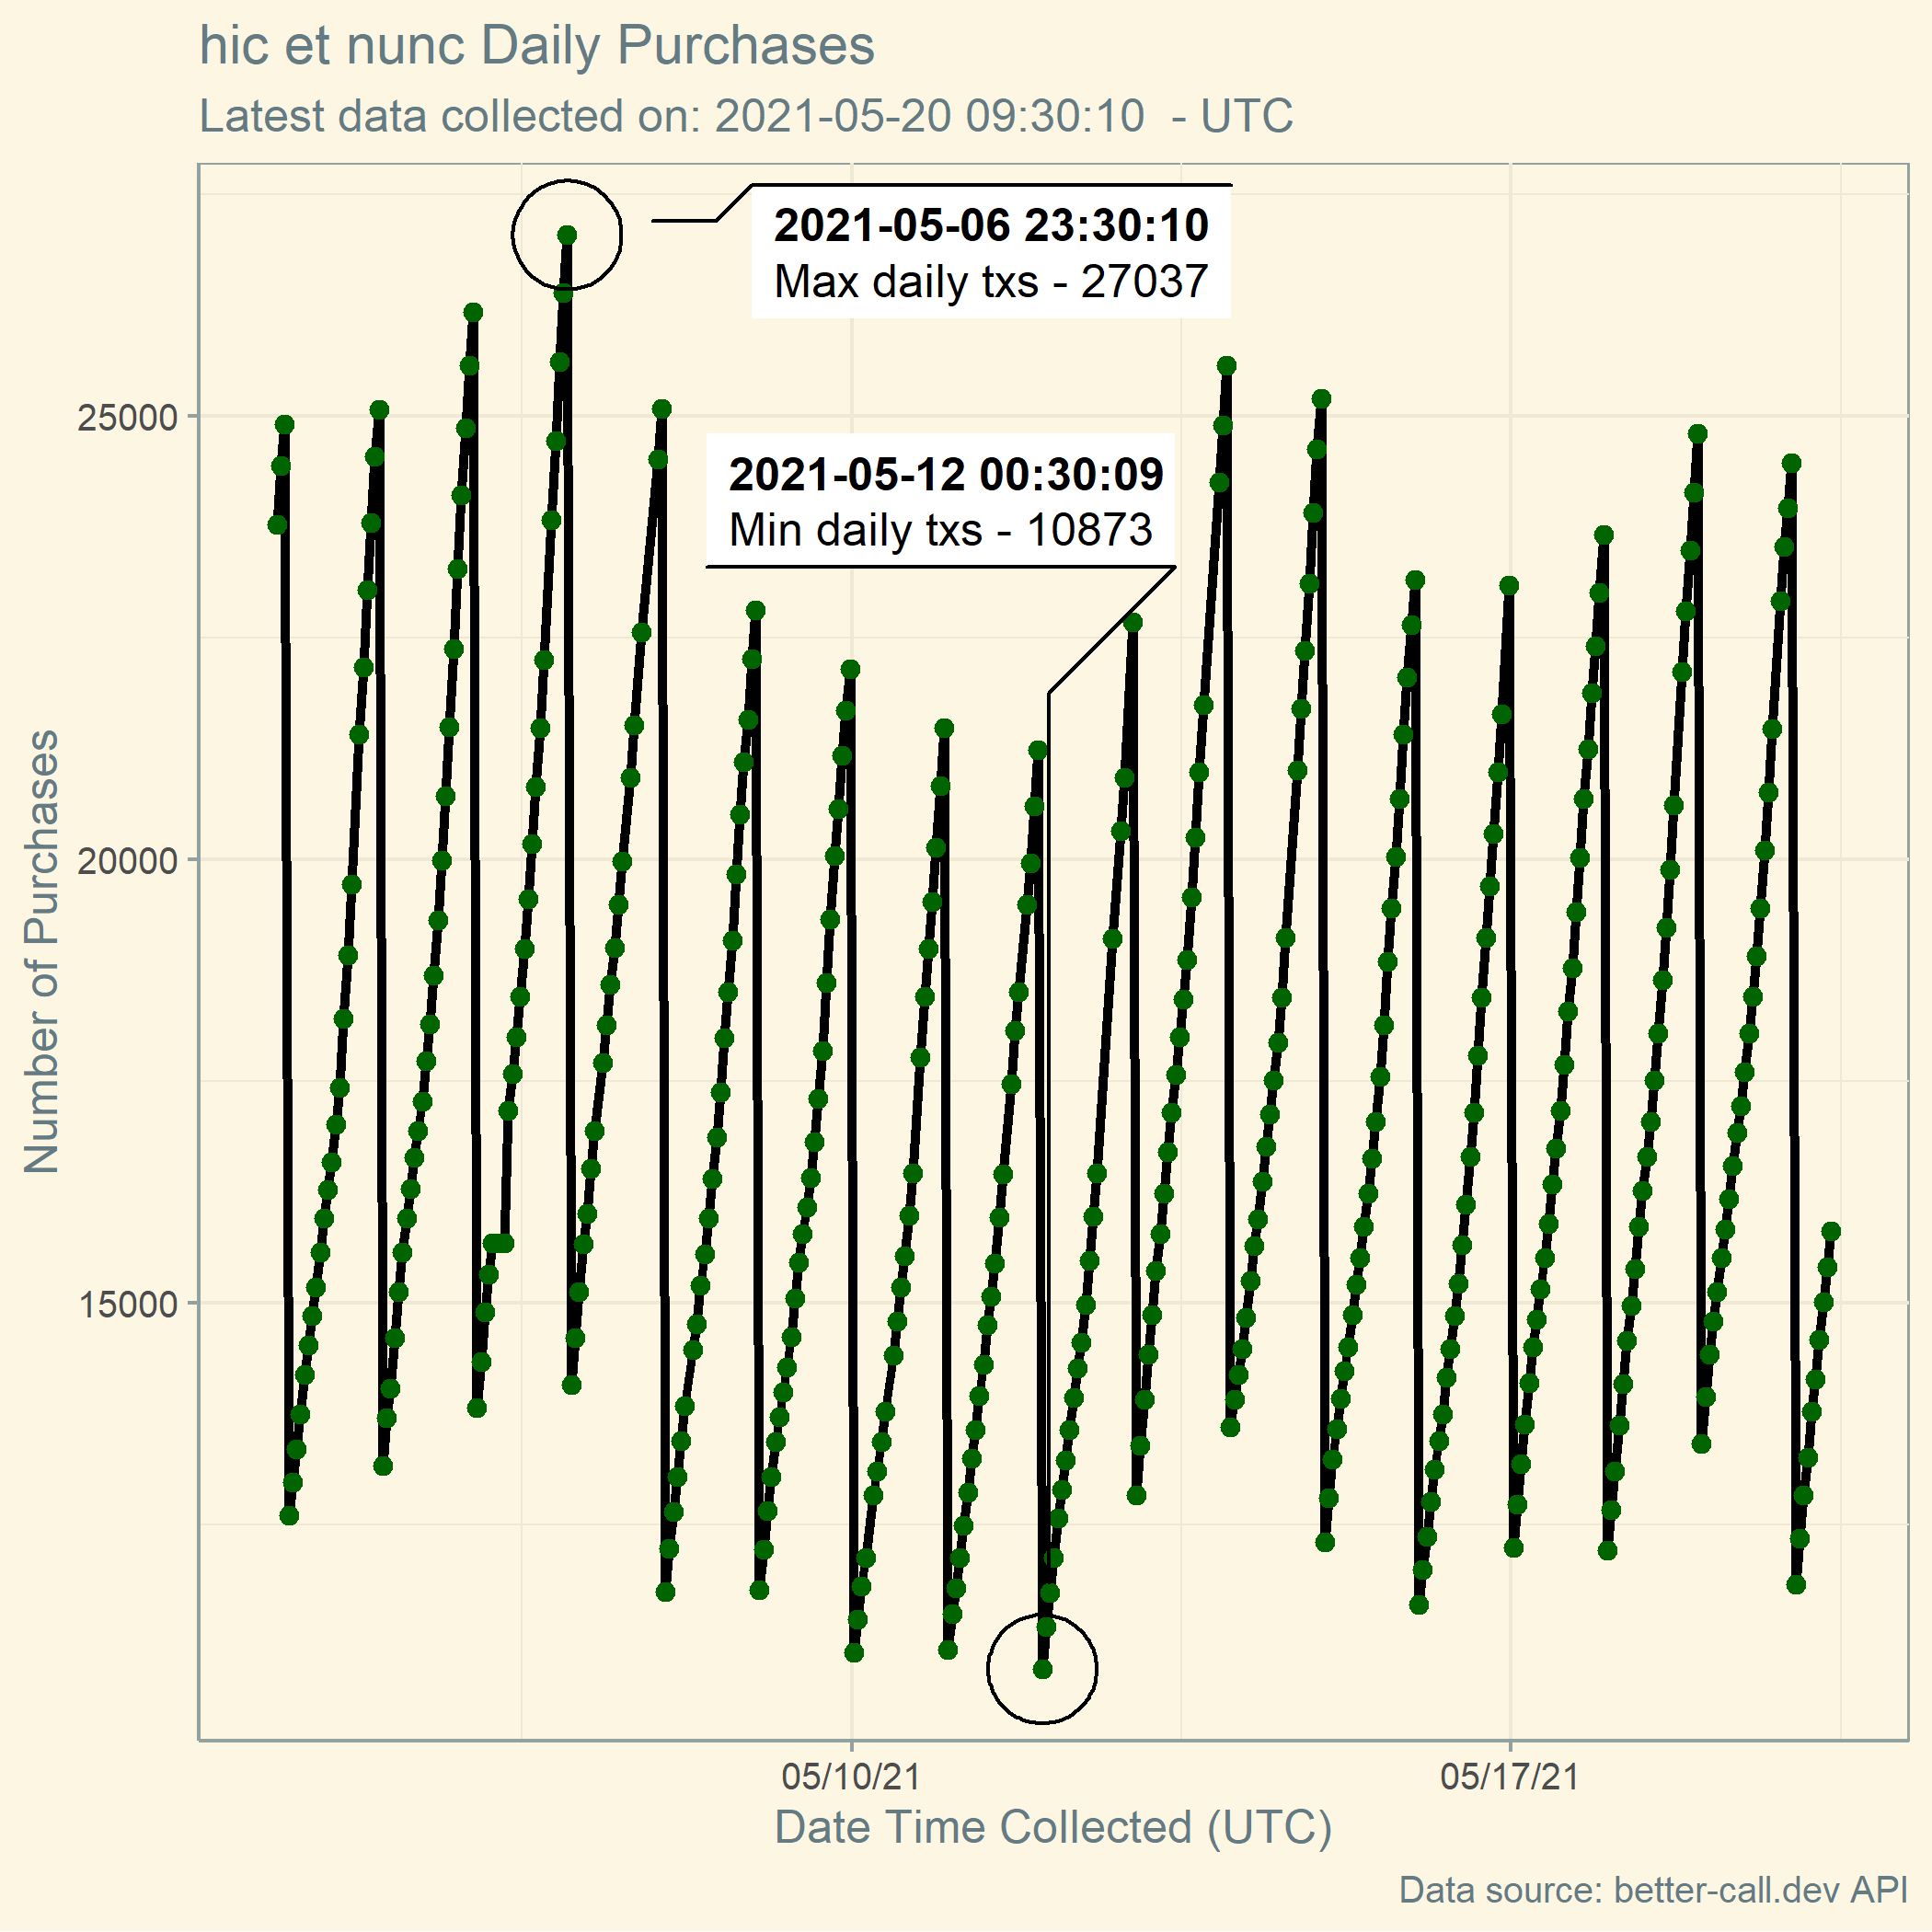 hic et nunc Daily Purchases
Latest data collected on: 2021-05-20 09:30:10 - UTC
2021-05-06 23:30:10
Max daily txs - 27037
2021-05-12 00:30:09
Min daily txs - 10873
Number of Purchases
25000
20000
15000
05/10/21
05/17/21
Date Time Collected (UTC)
Data source: better-call.dev API